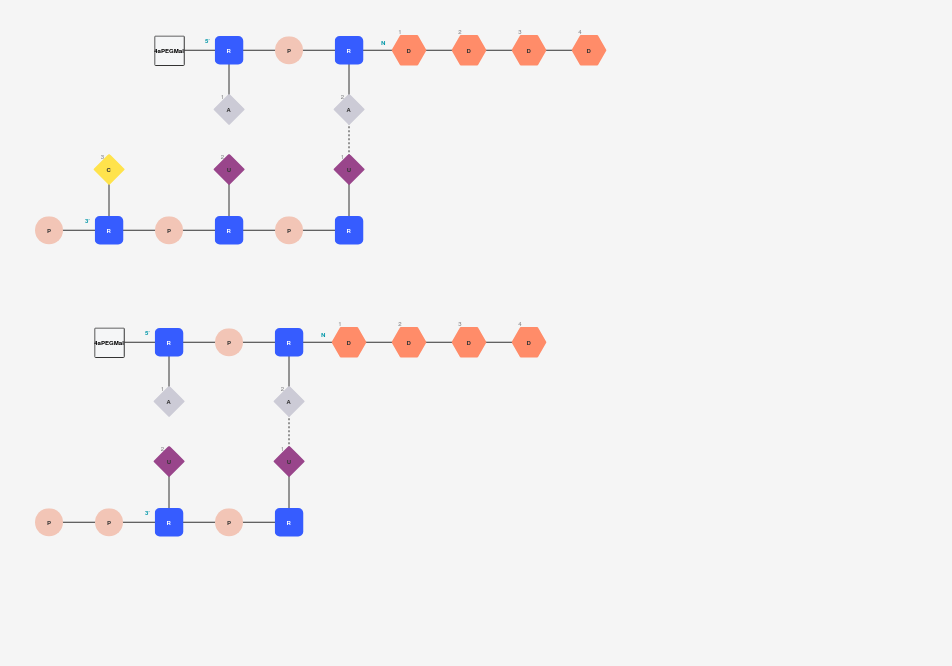 1 2 3 4
4aPEGMal 5' R P R N D D D D
1 2
A A
3 2 1
C U U
3'
P R P R P R
1 2 3 4
4aPEGMal 5' R P R N D D D D
1 2
A A
2 1
U U
3'
P P R P R